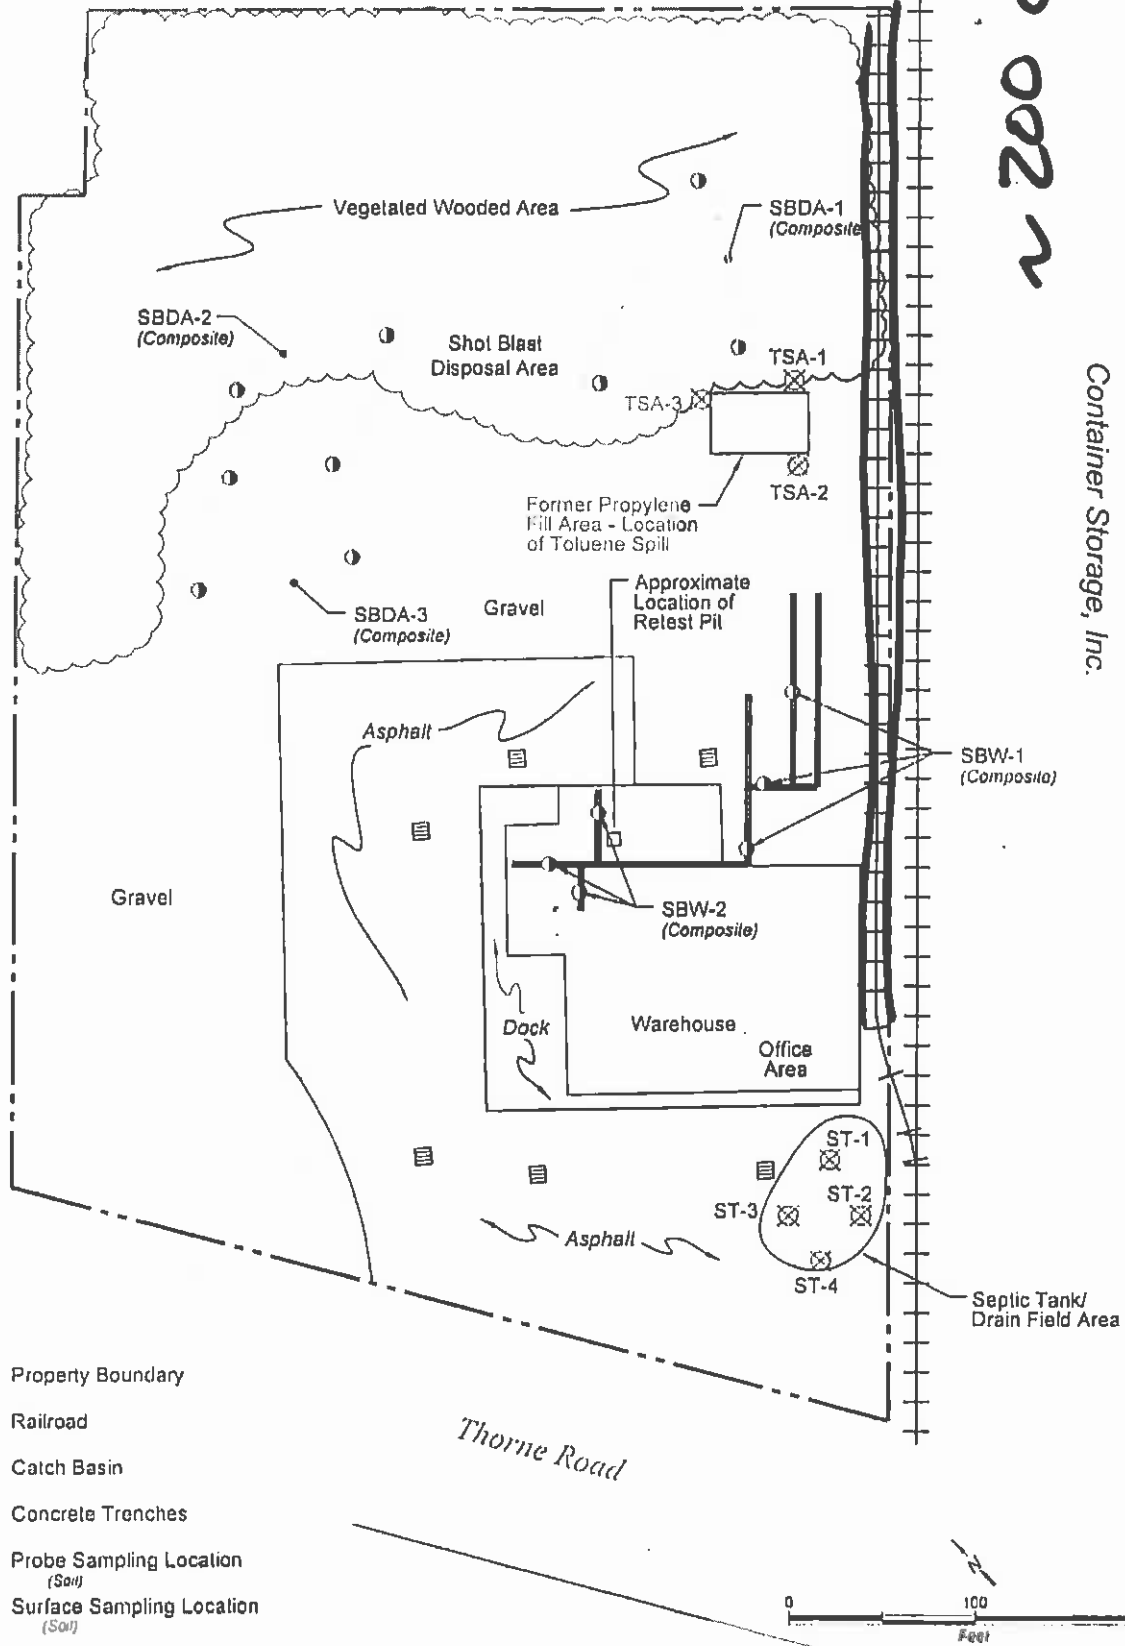 ~ 200
Container Storage, Inc.
Vegetated Wooded Area
SBDA-1
(Composite
SBDA-2
(Composite)
Shot Blast
Disposal Area
TSA-1
TSA-3
TSA-2
Former Propylene
Fill Area - Location
of Toluene Spill
Approximate
Location of
Retest Pit
SBDA-3
(Composite)
Gravel
Asphalt
SBW-1
(Composite)
Gravel
SBW-2
(Composite)
Dock
Warehouse
Office
Area
ST-1
ST-2
ST-3
ST-4
Asphalt
Septic Tank/
Drain Field Area
Property Boundary
Railroad
Catch Basin
Concrete Trenches
Probe Sampling Location
(Soil)
Surface Sampling Location
(Soil)
Thorne Road
N
0 100
Feet